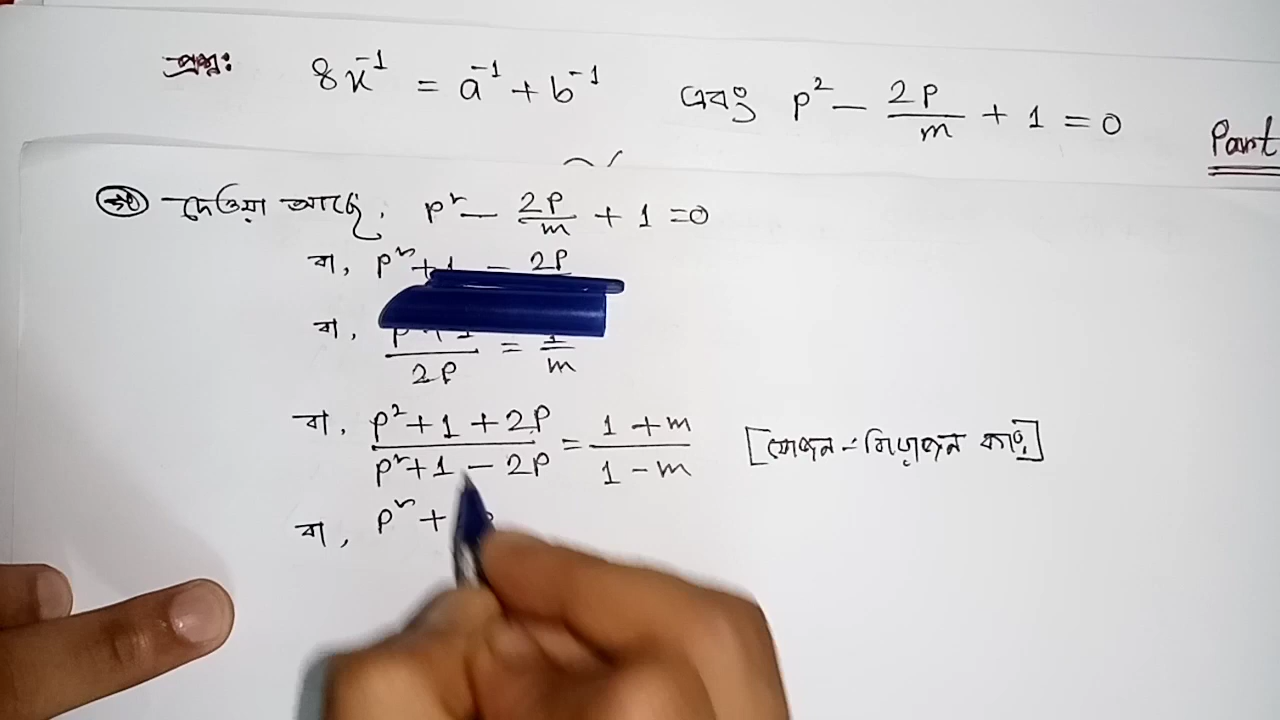 প্রশ্ন: 8x⁻¹ = a⁻¹ + b⁻¹ এবং p² − 2p/m + 1 = 0
Part
দেওয়া আছে, p² − 2p/m + 1 = 0
বা, p² + 1 − 2p
বা, 2p = 1/m
বা, (p² + 1 + 2p)/(p² + 1 − 2p) = (1 + m)/(1 − m) [যোজন-বিয়োজন করে]
বা, p² +